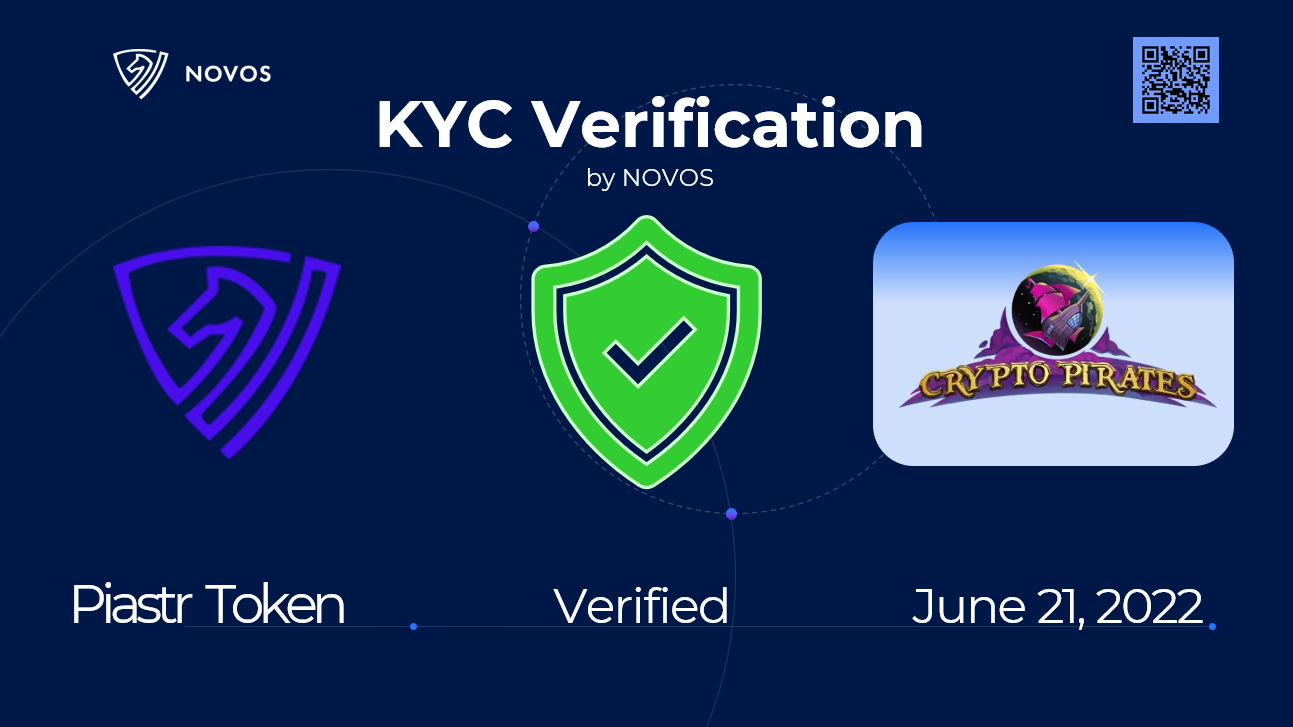 NOVOS
KYC Verification
by NOVOS
CRYPTO PIRATES
Piastr Token
Verified
June 21, 2022